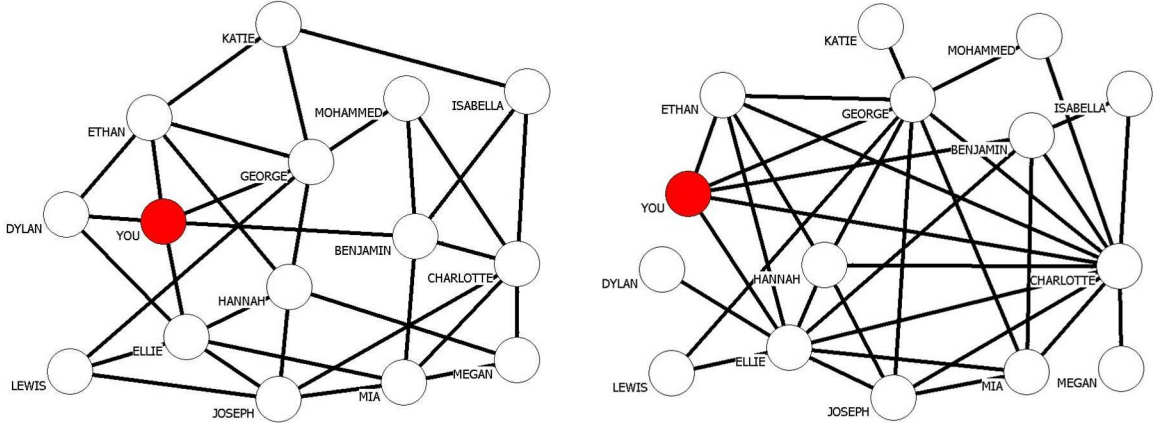 KATIE
MOHAMMED
ISABELLA
ETHAN
GEORGE
DYLAN
YOU
BENJAMIN
CHARLOTTE
HANNAH
ELLIE
LEWIS
JOSEPH
MIA
MEGAN
KATIE
MOHAMMED
ETHAN
GEORGE
ISABELLA
BENJAMIN
YOU
DYLAN
HANNAH
CHARLOTTE
ELLIE
LEWIS
JOSEPH
MIA
MEGAN